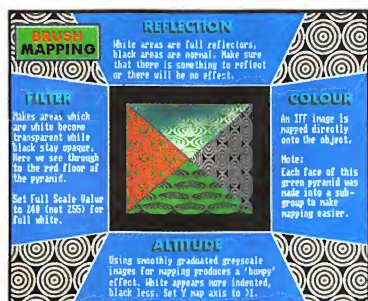 BRUSH
MAPPING
REFLECTION
White areas are full reflectors,
black areas are normal. Make sure
that there is something to reflect
or there will be no effect.
FILTER
Makes areas which
are white become
transparent while
black stay opaque.
Here we see through
to the red floor of
the pyramid.
Set Full Scale Value
to 240 (not 255) for
full white.
COLOUR
An IFF image is
mapped directly
onto the object.
Note:
Each face of this
green pyramid was
made into a sub-
group to make
mapping easier.
ALTITUDE
Using smoothly graduated greyscale
images for mapping produces a 'bumpy'
effect. White appears more indented,
black less. Set Y map axis to